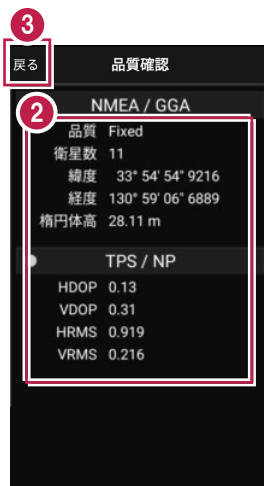 3
戻る 品質確認
NMEA / GGA
2
品質 Fixed
衛星数 11
緯度 33° 54' 54" 9216
経度 130° 59' 06" 6889
楕円体高 28.11 m
TPS / NP
HDOP 0.13
VDOP 0.31
HRMS 0.919
VRMS 0.216